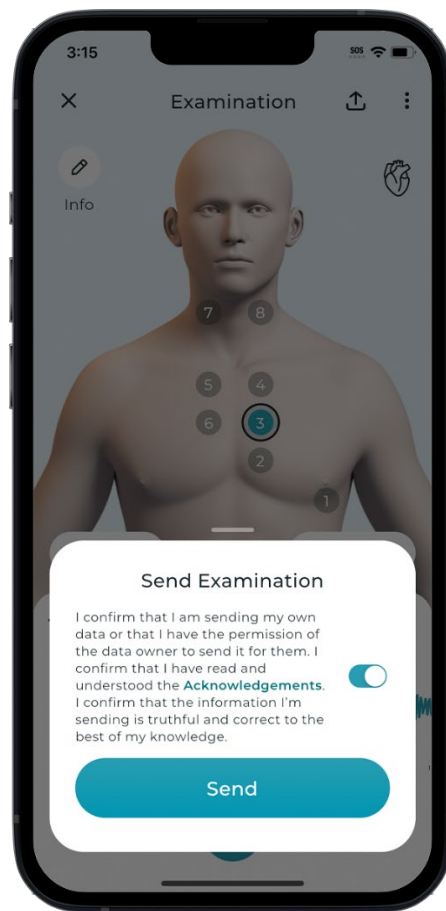 3:15
SOS
Examination
Info
7
8
5
4
6
3
2
1
Send Examination
I confirm that I am sending my own
data or that I have the permission of
the data owner to send it for them. I
confirm that I have read and
understood the Acknowledgements.
I confirm that the information I'm
sending is truthful and correct to the
best of my knowledge.
Send